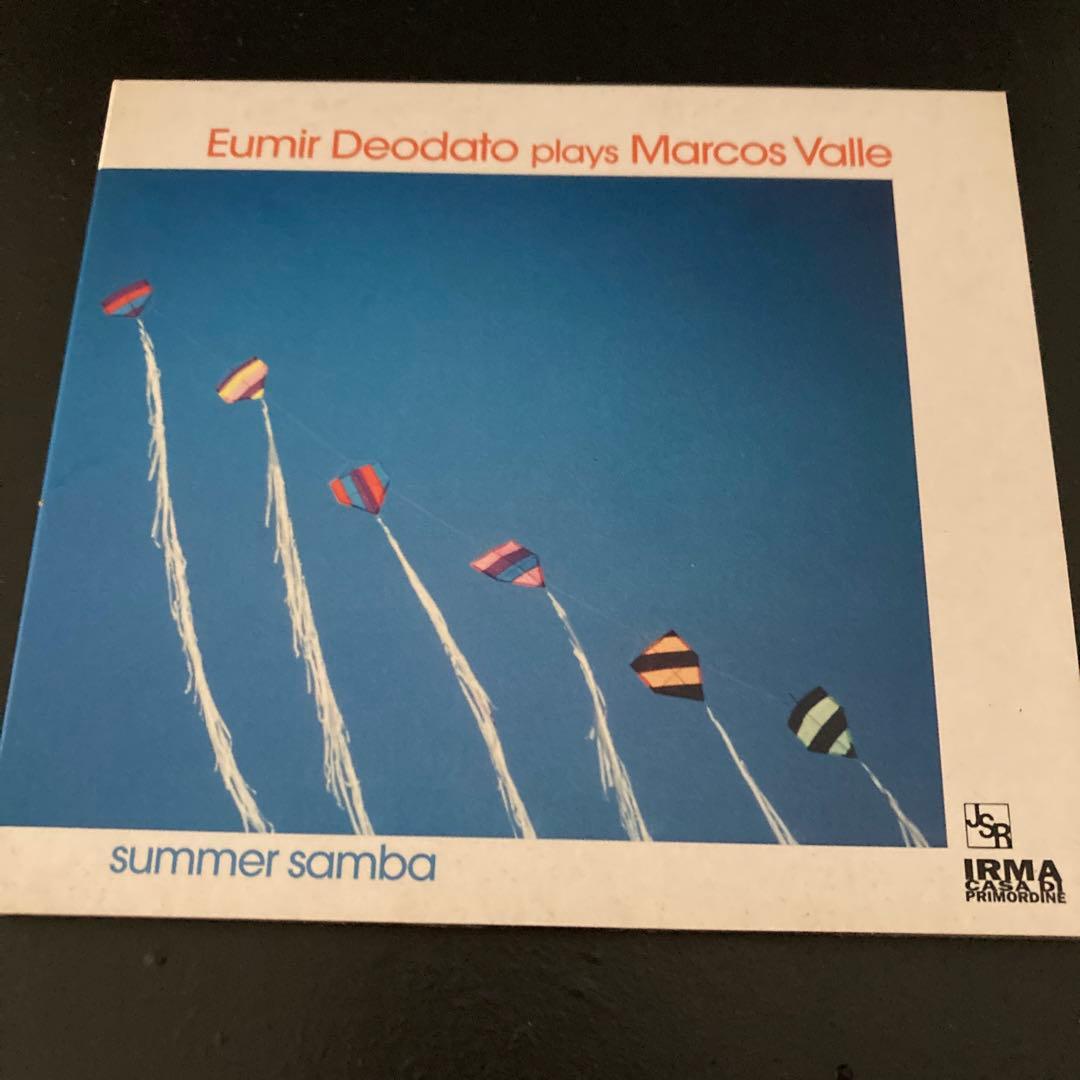 Eumir Deodato plays Marcos Valle
summer samba
JSR
IRMA
CASA DI
PRIMORDINE